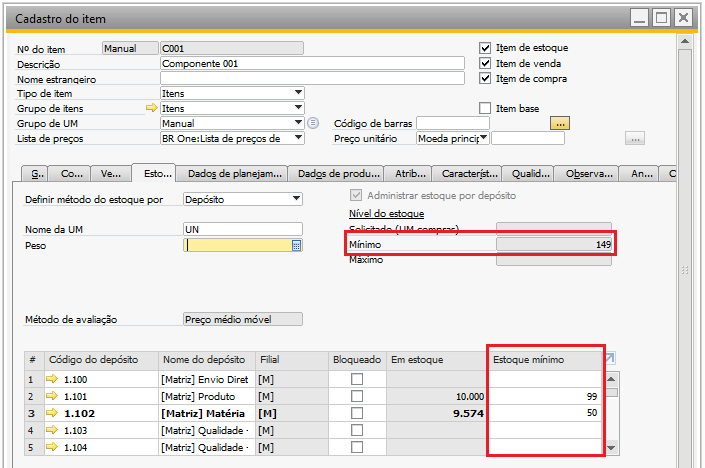 Cadastro do item
Nº do item Manual C001
Descrição Componente 001
Nome estrangeiro
Tipo de item Itens
Grupo de itens Itens
Grupo de UM Manual
Lista de preços BR One:Lista de preços de
Item de estoque
Item de venda
Item de compra
Item base
Código de barras ...
Preço unitário Moeda princip ...
G.. Co... Ve... Esto... Dados de planejam... Dados de produ... Atrib... Característ... Qualid... Observa... An... C
Definir método do estoque por Depósito
Nome da UM UN
Peso
Administrar estoque por depósito
Nível do estoque
Solicitado (UM compras)
Mínimo 149
Máximo
Método de avaliação Preço médio móvel
# Código do depósito Nome do depósito Filial Bloqueado Em estoque Estoque mínimo
1 1.100 [Matriz] Envio Diret [M]
2 1.101 [Matriz] Produto [M] 10.000 99
3 1.102 [Matriz] Matéria [M] 9.574 50
4 1.103 [Matriz] Qualidade - [M]
5 1.104 [Matriz] Qualidade - [M]